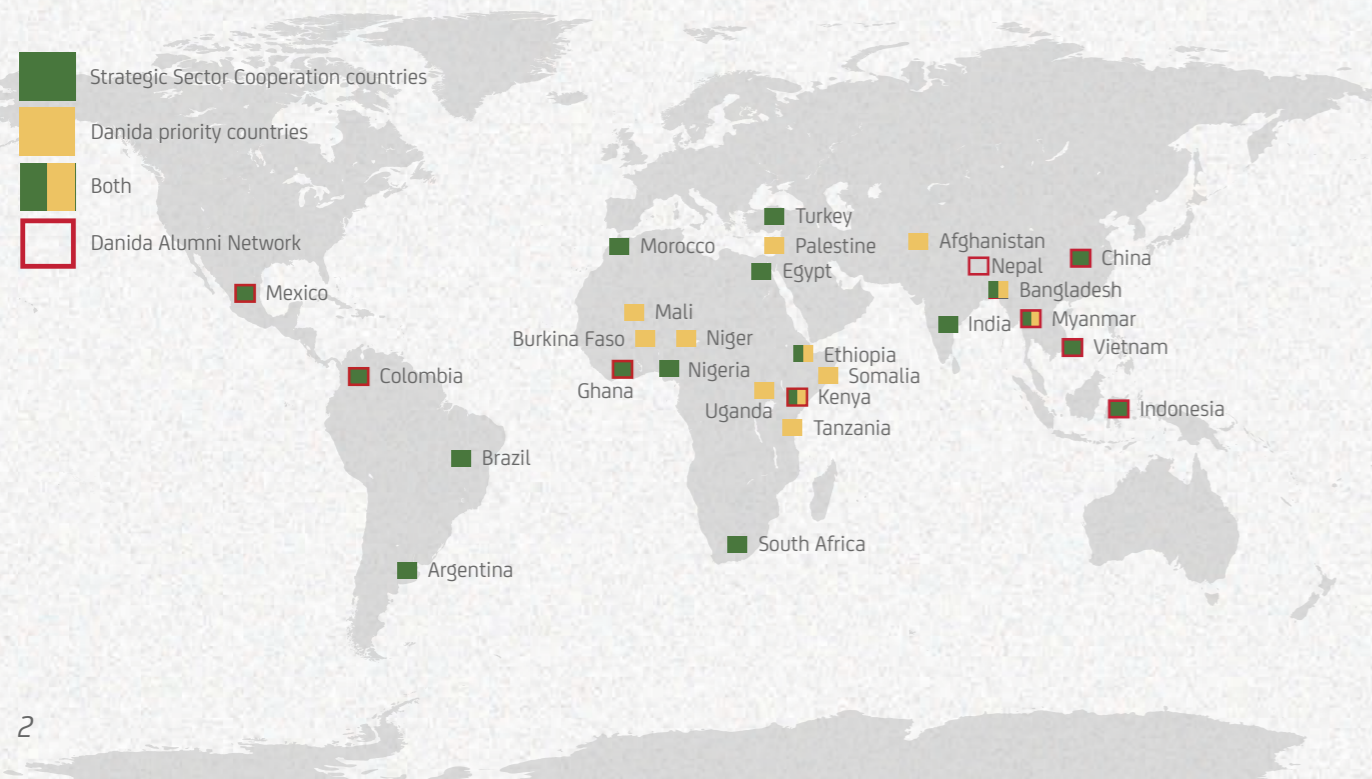 Strategic Sector Cooperation countries
Danida priority countries
Both
Danida Alumni Network
Turkey
Morocco
Palestine
Afghanistan
Egypt
Nepal
China
Mexico
Bangladesh
Mali
India
Myanmar
Burkina Faso
Niger
Ethiopia
Vietnam
Colombia
Ghana
Nigeria
Somalia
Uganda
Kenya
Indonesia
Tanzania
Brazil
South Africa
Argentina
2